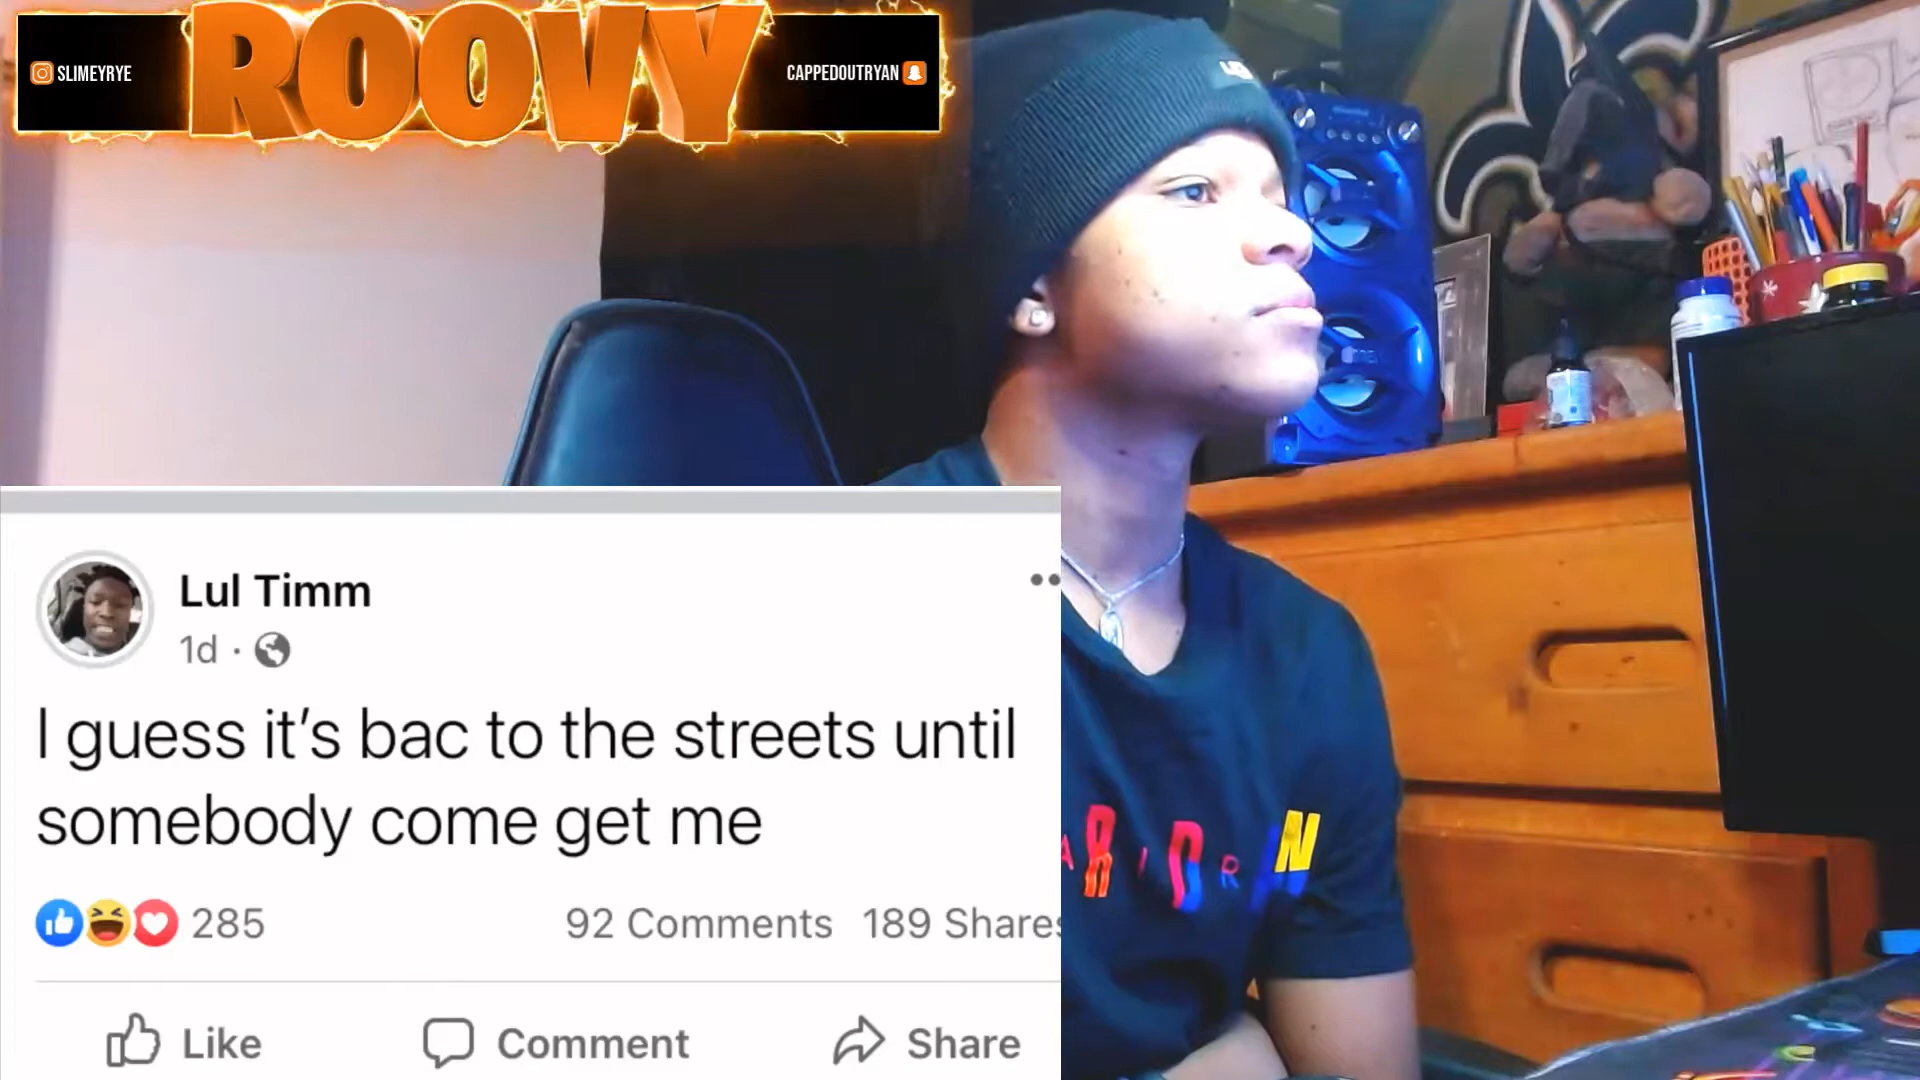 SLIMEYRYE
ROOVY
CAPPEDOUTRYAN
Lul Timm
1d ·
I guess it's bac to the streets until
somebody come get me
285
92 Comments
189 Shares
Like
Comment
Share